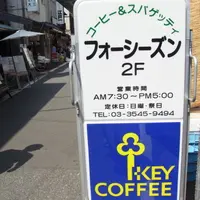 コーヒー&スパゲッティ
フォーシーズン
2F
営業時間
AM7:30～PM5:00
定休日:日曜・祭日
TEL:03-3545-9494
KEY
COFFEE